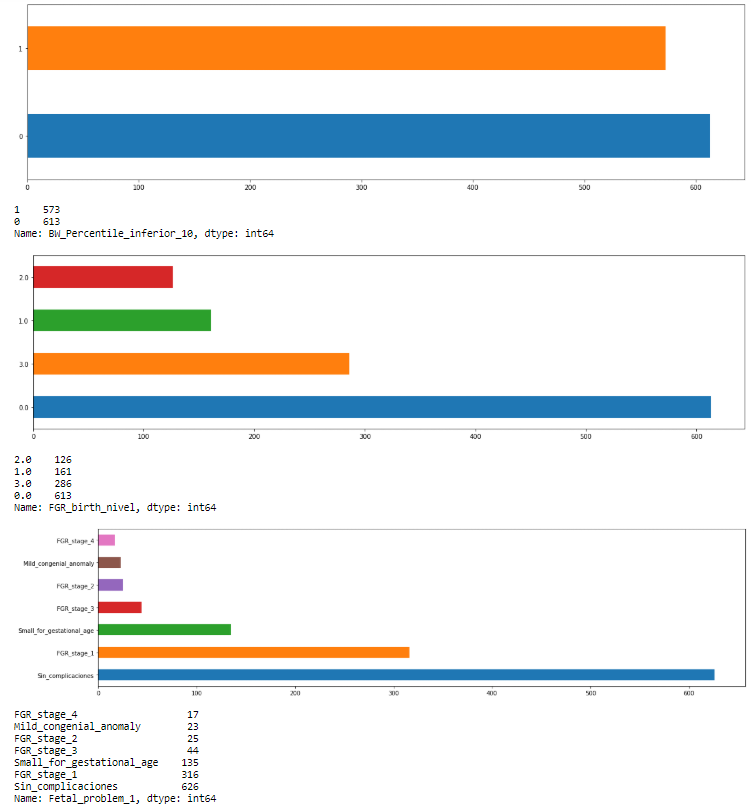 1
0
0 100 200 300 400 500 600
1 573
0 613
Name: BW_Percentile_inferior_10, dtype: int64
2.0
1.0
3.0
0.0
0 100 200 300 400 500 600
2.0 126
1.0 161
3.0 286
0.0 613
Name: FGR_birth_nivel, dtype: int64
FGR_stage_4
Mild_congenial_anomaly
FGR_stage_2
FGR_stage_3
Small_for_gestational_age
FGR_stage_1
Sin_complicaciones
0 100 200 300 400 500 600
FGR_stage_4 17
Mild_congenial_anomaly 23
FGR_stage_2 25
FGR_stage_3 44
Small_for_gestational_age 135
FGR_stage_1 316
Sin_complicaciones 626
Name: Fetal_problem_1, dtype: int64